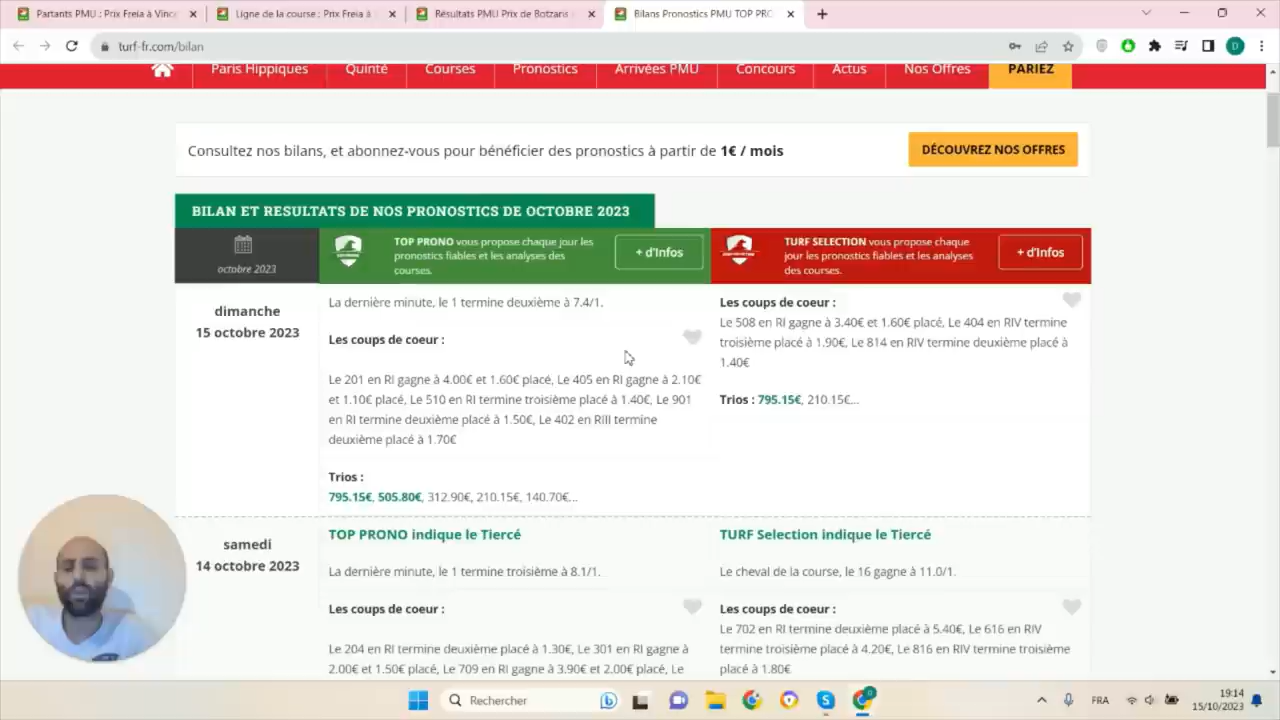 Partants PMU : Prix Freia à Vince
Ligne de la course : Prix Freia à
Résultats PMU Prix de Botzaris
Bilans Pronostics PMU TOP PRO
turf-fr.com/bilan
D
Paris Hippiques
Quinté
Courses
Pronostics
Arrivées PMU
Concours
Actus
Nos Offres
PARIEZ
Consultez nos bilans, et abonnez-vous pour bénéficier des pronostics à partir de 1€ / mois
DÉCOUVREZ NOS OFFRES
BILAN ET RESULTATS DE NOS PRONOSTICS DE OCTOBRE 2023
octobre 2023
TOP PRONO vous propose chaque jour les
pronostics fiables et les analyses des
courses.
+ d'Infos
TURF SELECTION vous propose chaque
jour les pronostics fiables et les analyses
des courses.
+ d'Infos
dimanche
15 octobre 2023
La dernière minute, le 1 termine deuxième à 7.4/1.
Les coups de coeur :
Le 201 en RI gagne à 4.00€ et 1.60€ placé, Le 405 en RI gagne à 2.10€
et 1.10€ placé, Le 510 en RI termine troisième placé à 1.40€, Le 901
en RI termine deuxième placé à 1.50€, Le 402 en RIII termine
deuxième placé à 1.70€
Trios :
795.15€, 505.80€, 312.90€, 210.15€, 140.70€...
Les coups de coeur :
Le 508 en RI gagne à 3.40€ et 1.60€ placé, Le 404 en RIV termine
troisième placé à 1.90€, Le 814 en RIV termine deuxième placé à
1.40€
Trios : 795.15€, 210.15€...
samedi
14 octobre 2023
TOP PRONO indique le Tiercé
La dernière minute, le 1 termine troisième à 8.1/1.
Les coups de coeur :
Le 204 en RI termine deuxième placé à 1.30€, Le 301 en RI gagne à
2.00€ et 1.50€ placé, Le 709 en RI gagne à 3.90€ et 2.00€ placé, Le
TURF Selection indique le Tiercé
Le cheval de la course, le 16 gagne à 11.0/1.
Les coups de coeur :
Le 702 en RI termine deuxième placé à 5.40€, Le 616 en RIV
termine troisième placé à 4.20€, Le 816 en RIV termine troisième
placé à 1.80€
Rechercher
FRA
19:14
15/10/2023